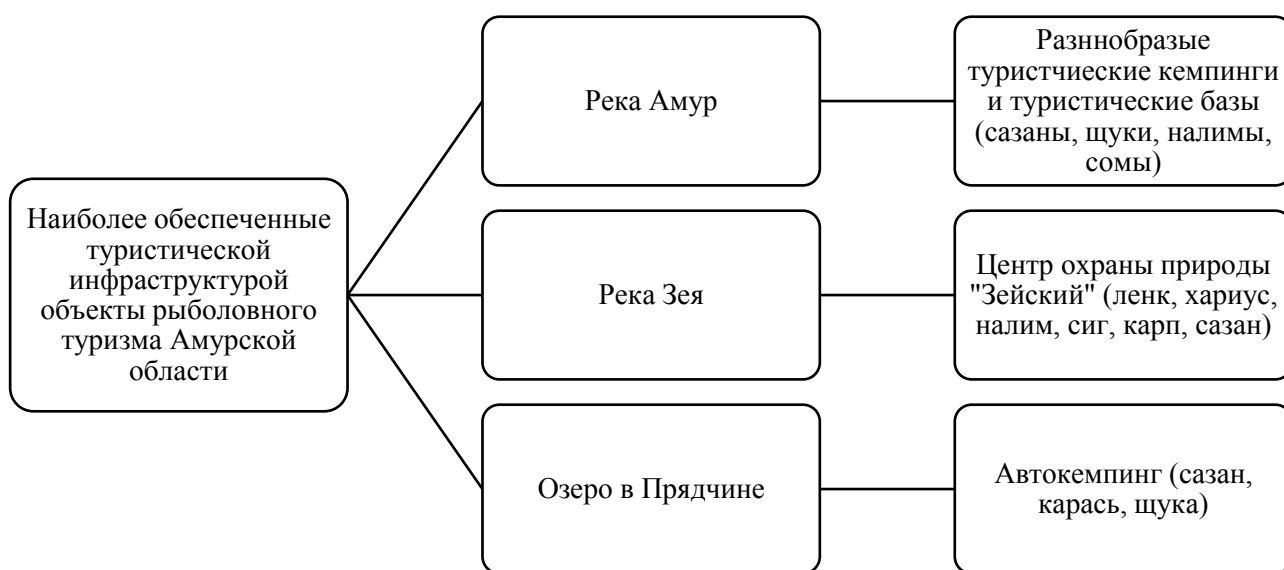 Наиболее обеспеченные
туристической
инфраструктурой
объекты рыболовного
туризма Амурской
области
Река Амур
Разннобразые
туристчиеские кемпинги
и туристические базы
(сазаны, щуки, налимы,
сомы)
Река Зея
Центр охраны природы
"Зейский" (ленк, хариус,
налим, сиг, карп, сазан)
Озеро в Прядчине
Автокемпинг (сазан,
карась, щука)